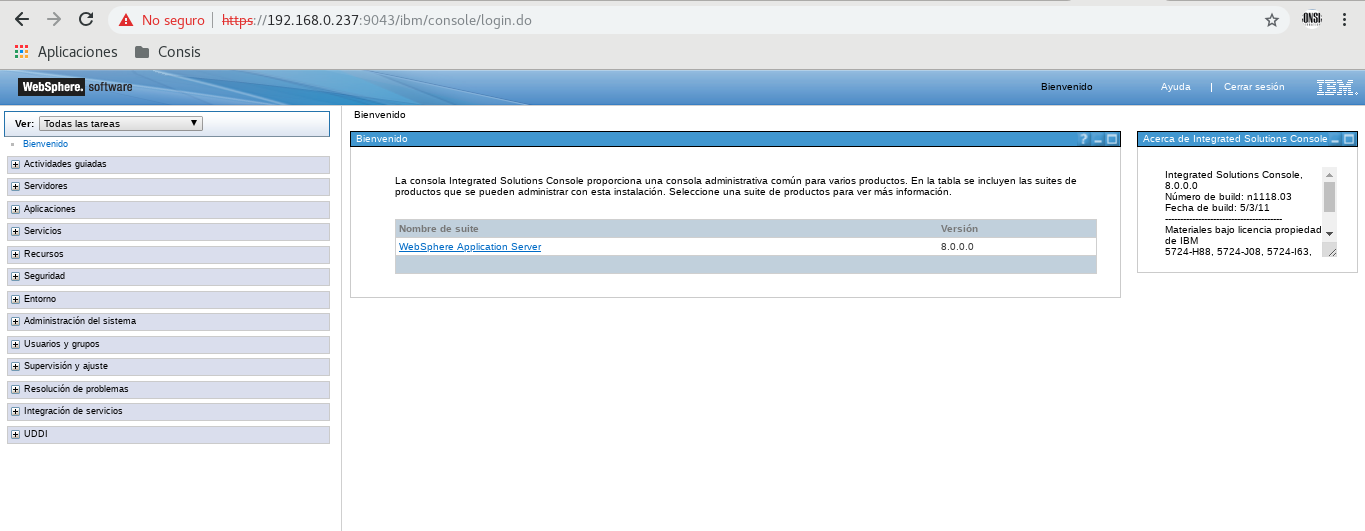 No seguro https://192.168.0.237:9043/ibm/console/login.do
Aplicaciones Consis
WebSphere. software Bienvenido Ayuda | Cerrar sesión IBM.
Ver: Todas las tareas
Bienvenido
Actividades guiadas
Servidores
Aplicaciones
Servicios
Recursos
Seguridad
Entorno
Administración del sistema
Usuarios y grupos
Supervisión y ajuste
Resolución de problemas
Integración de servicios
UDDI
Bienvenido
Bienvenido
La consola Integrated Solutions Console proporciona una consola administrativa común para varios productos. En la tabla se incluyen las suites de
productos que se pueden administrar con esta instalación. Seleccione una suite de productos para ver más información.
Nombre de suite Versión
WebSphere Application Server 8.0.0.0
Acerca de Integrated Solutions Console
Integrated Solutions Console,
8.0.0.0
Número de build: n1118.03
Fecha de build: 5/3/11
---------------------------------------
Materiales bajo licencia propiedad
de IBM
5724-H88, 5724-J08, 5724-I63,